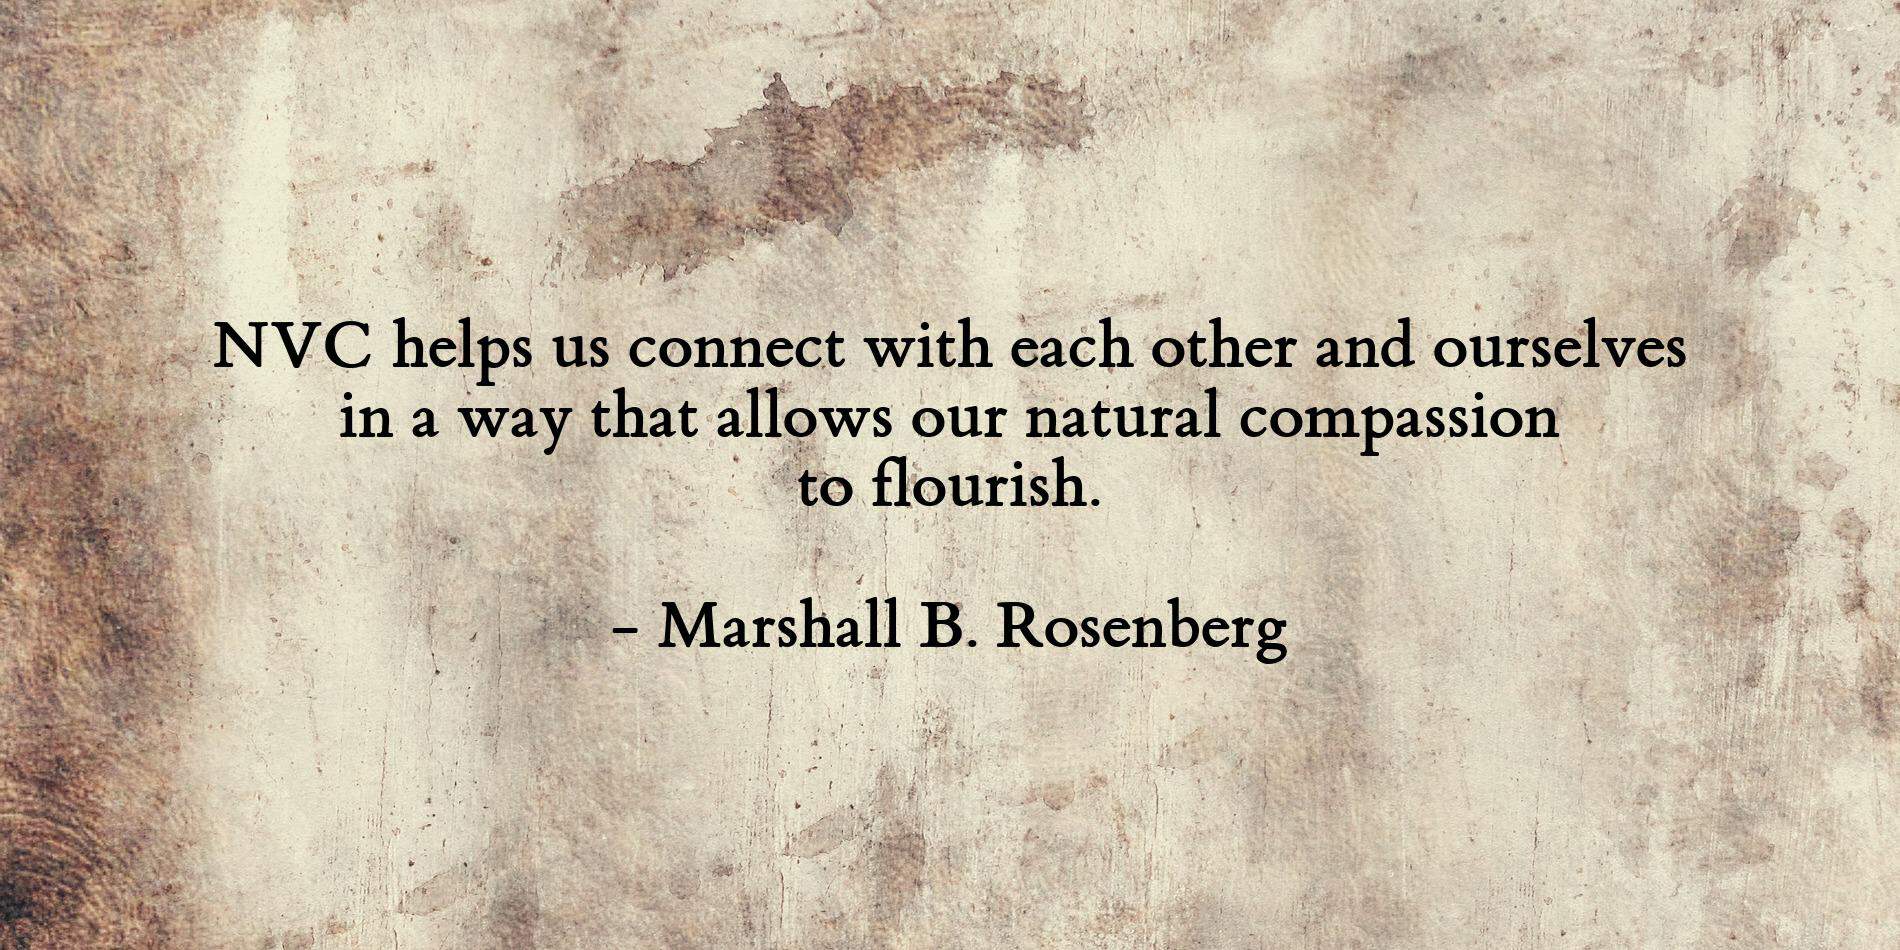 NVC helps us connect with each other and ourselves
in a way that allows our natural compassion
to flourish.
– Marshall B. Rosenberg